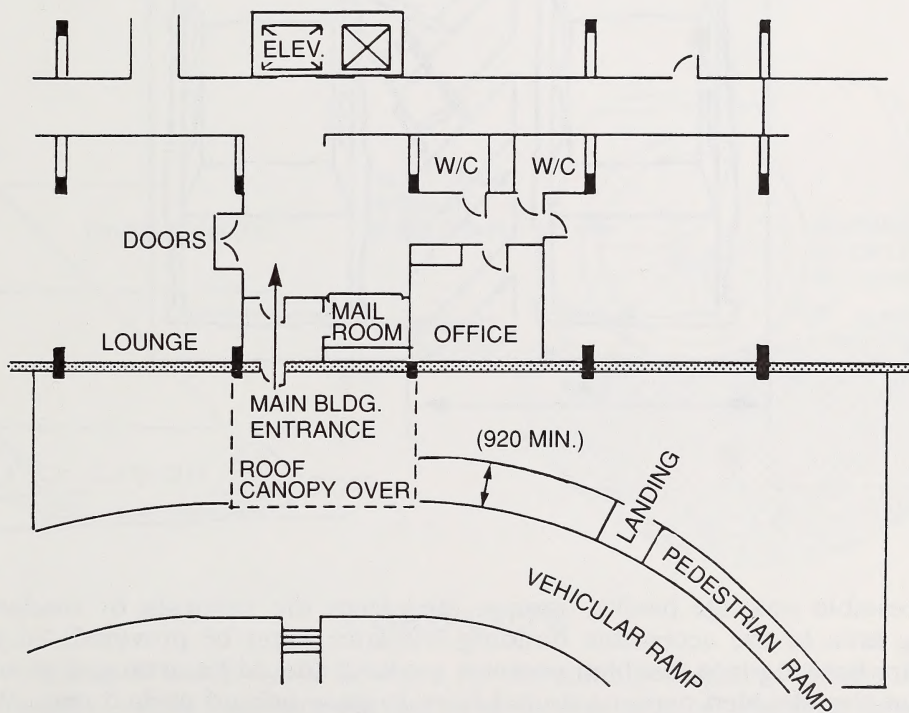 ELEV.
W/C
W/C
DOORS
MAIL
ROOM
OFFICE
LOUNGE
MAIN BLDG.
ENTRANCE
(920 MIN.)
ROOF
CANOPY OVER
LANDING
PEDESTRIAN RAMP
VEHICULAR RAMP